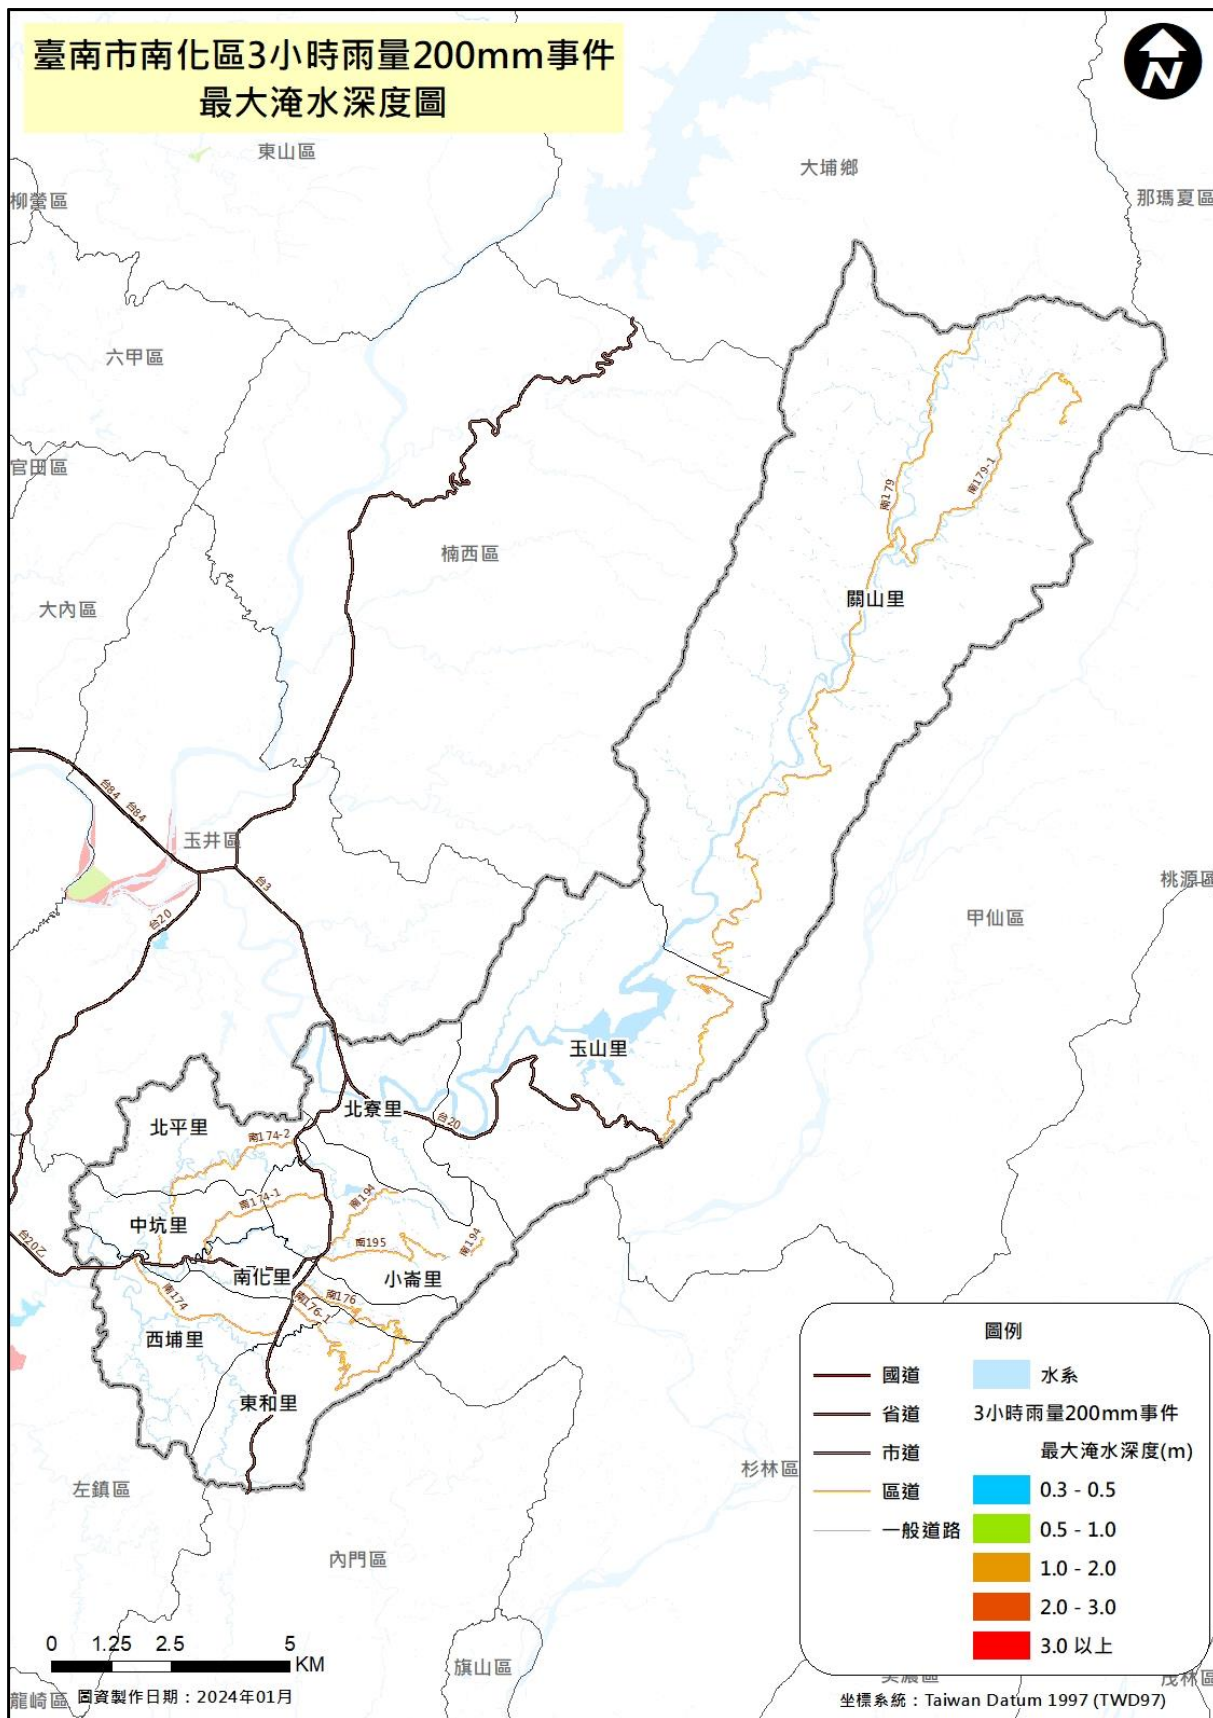 臺南市南化區3小時雨量200mm事件
最大淹水深度圖
N
東山區
大埔鄉
柳營區
那瑪夏區
六甲區
官田區
南179
南179-1
楠西區
大內區
關山里
台84
台84
玉井區
台3
桃源區
台20
甲仙區
玉山里
北寮里
台20
北平里
南174-2
南194
南174-1
中坑里
台20乙
南195
南194
南化里
小崙里
南174
南176
南176-1
西埔里
東和里
左鎮區
內門區
杉林區
旗山區
龍崎區
美濃區
茂林區
圖例
國道
水系
省道
3小時雨量200mm事件
市道
最大淹水深度(m)
區道
0.3 - 0.5
一般道路
0.5 - 1.0
1.0 - 2.0
2.0 - 3.0
3.0 以上
0 1.25 2.5 5
KM
圖資製作日期：2024年01月
坐標系統：Taiwan Datum 1997 (TWD97)